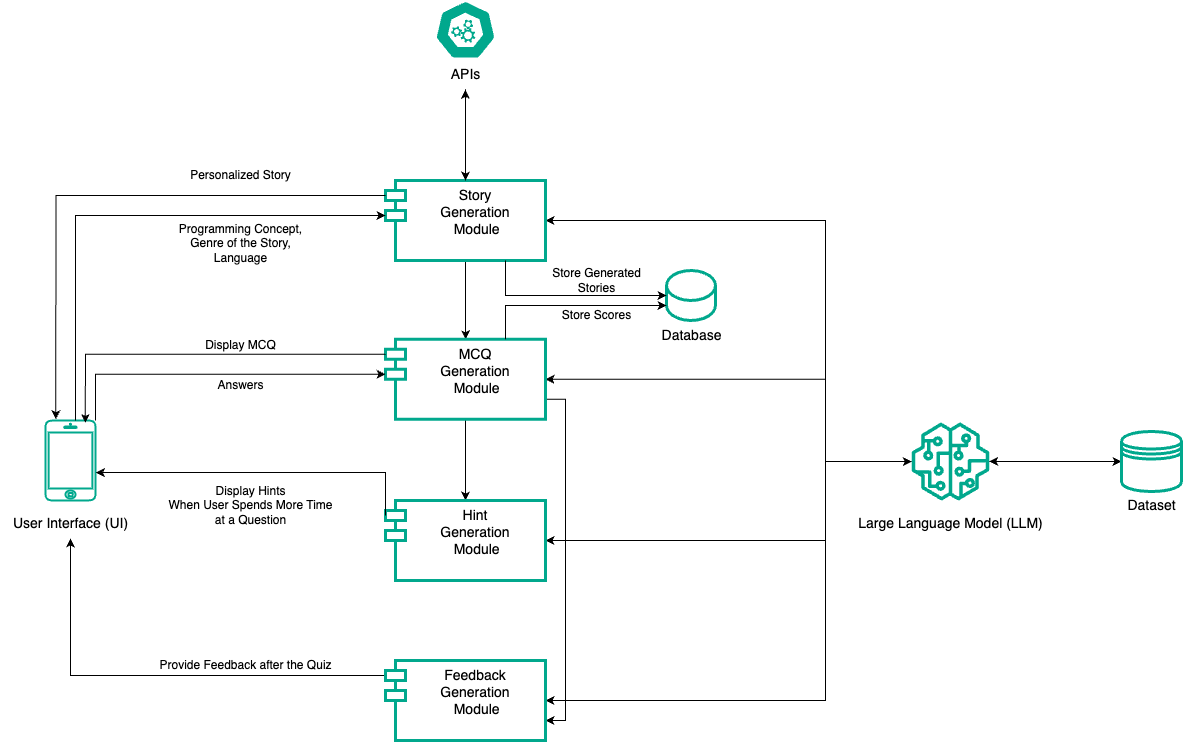 APIs
Personalized Story
Story
Generation
Module
Programming Concept,
Genre of the Story,
Language
Store Generated
Stories
Store Scores
Database
Display MCQ
MCQ
Generation
Module
Answers
User Interface (UI)
Display Hints
When User Spends More Time
at a Question
Hint
Generation
Module
Large Language Model (LLM)
Dataset
Provide Feedback after the Quiz
Feedback
Generation
Module